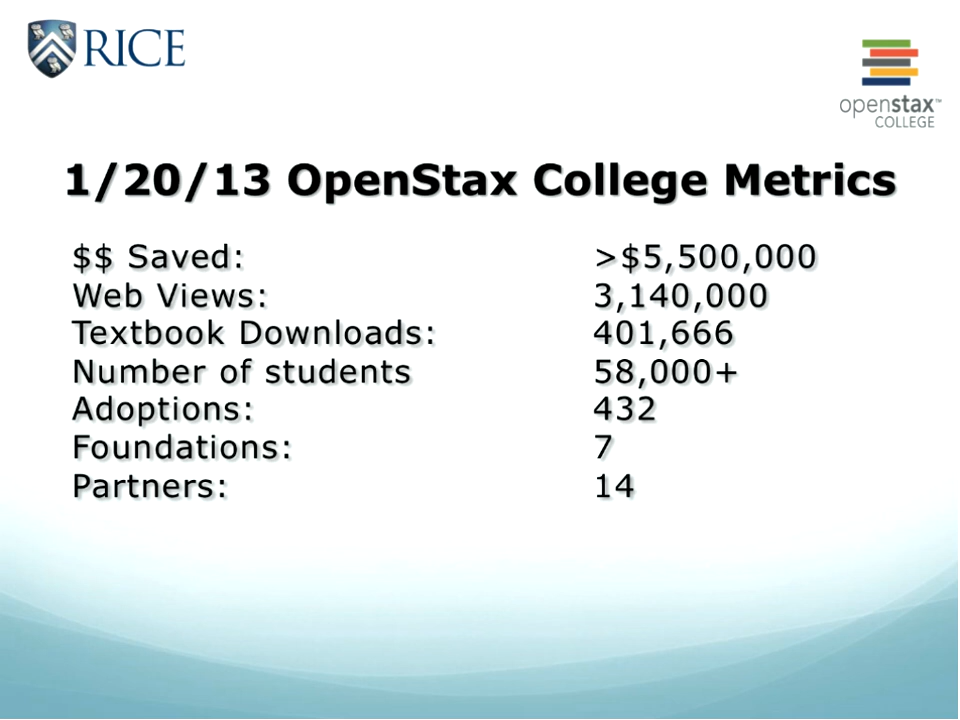 RICE
openstax™
COLLEGE
1/20/13 OpenStax College Metrics
$$ Saved: >$5,500,000
Web Views: 3,140,000
Textbook Downloads: 401,666
Number of students 58,000+
Adoptions: 432
Foundations: 7
Partners: 14